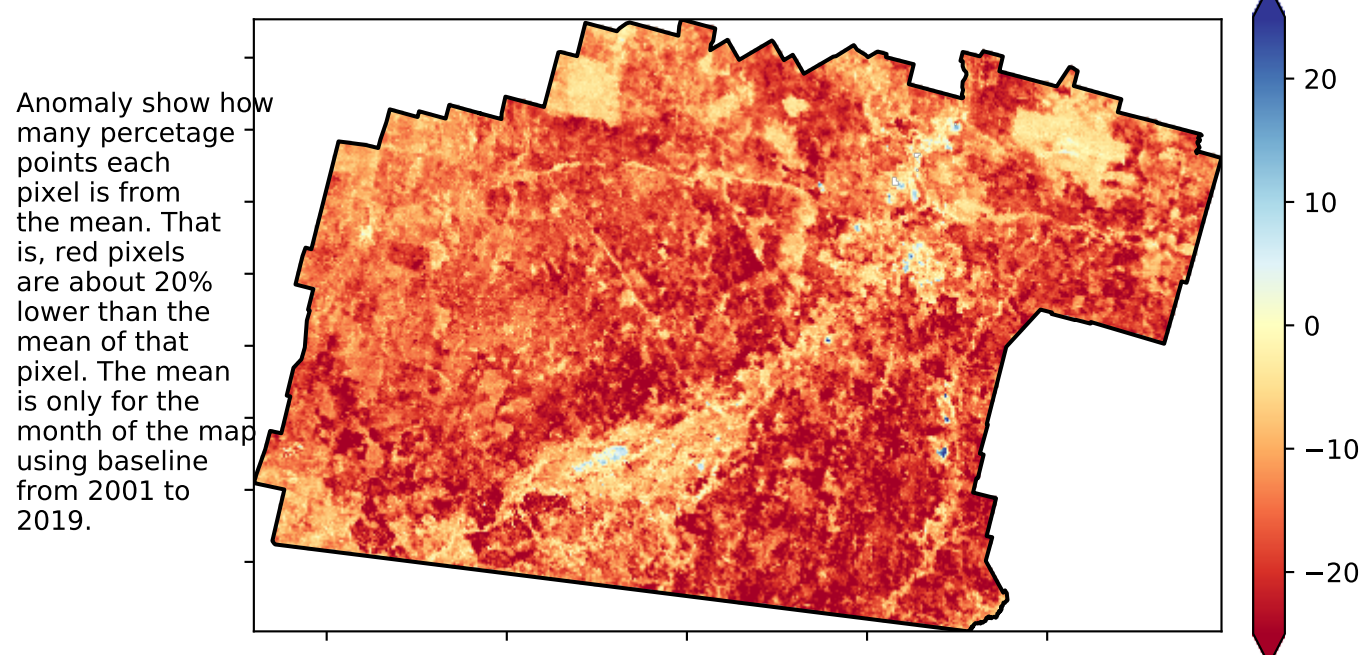 Anomaly show how
many percetage
points each
pixel is from
the mean. That
is, red pixels
are about 20%
lower than the
mean of that
pixel. The mean
is only for the
month of the map
using baseline
from 2001 to
2019.
20
10
0
−10
−20